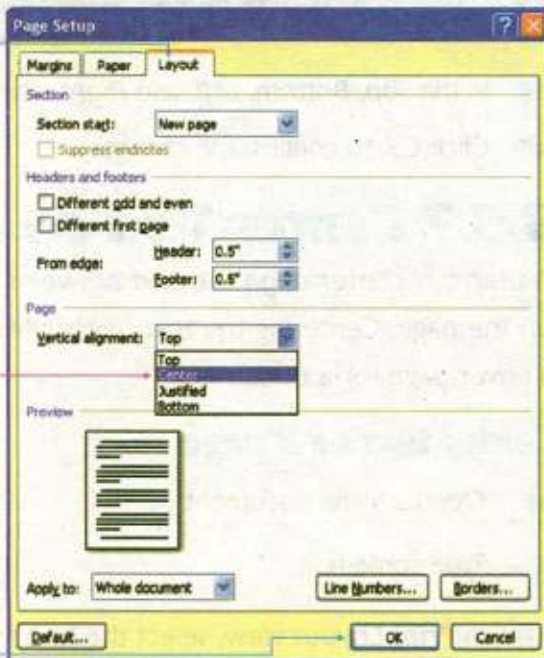 Page Setup
Margins Paper Layout
Section
Section start: New page
Suppress endnotes
Headers and footers
Different odd and even
Different first page
From edge: Header: 0.5"
Footer: 0.5"
Page
Vertical alignment: Top
Top
Center
Justified
Bottom
Preview
Apply to: Whole document
Line Numbers... Borders...
Default... OK Cancel